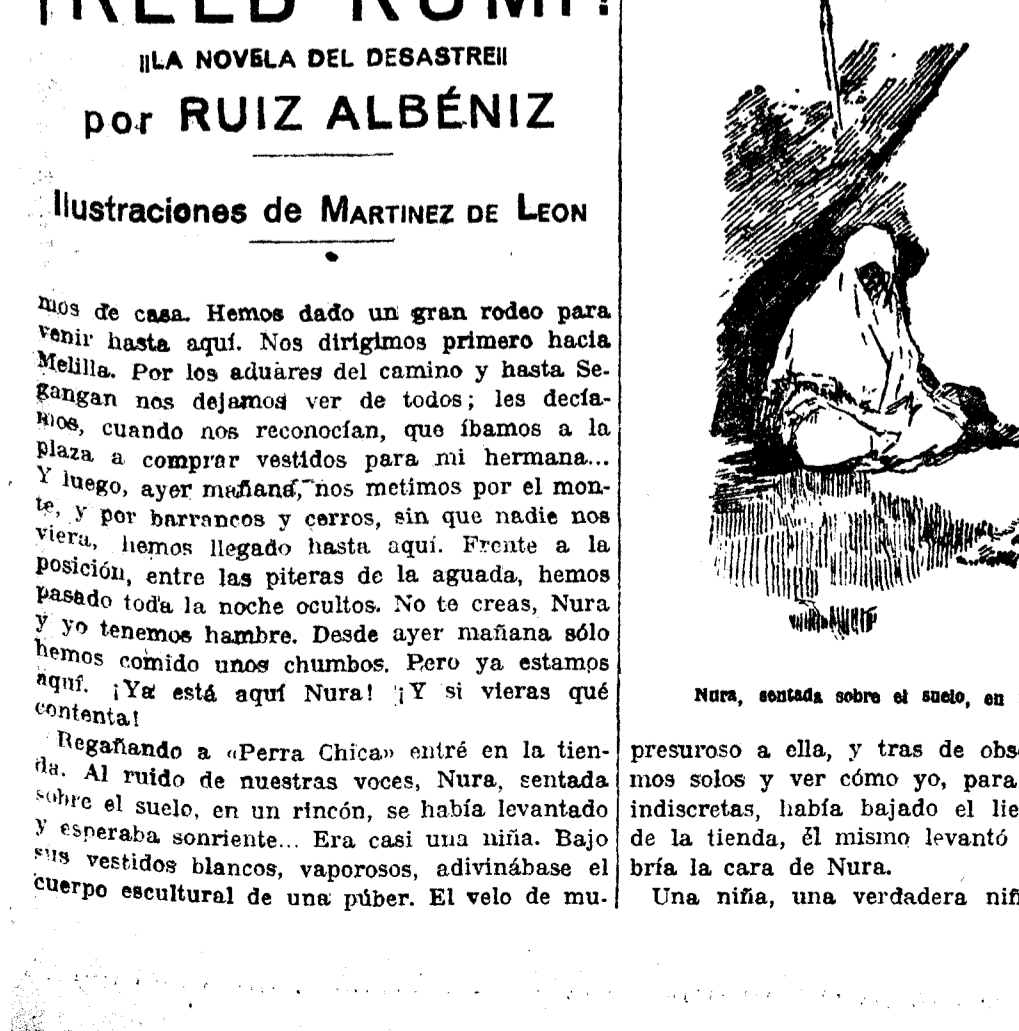 ¡KELB RUMI!
¡¡LA NOVELA DEL DESASTRE!!
por RUIZ ALBÉNIZ
Ilustraciones de MARTINEZ DE LEON
mos de casa. Hemos dado un gran rodeo para
venir hasta aquí. Nos dirigimos primero hacia
Melilla. Por los aduares del camino y hasta Se-
gangan nos dejamos ver de todos; les decía-
mos, cuando nos reconocían, que íbamos a la
plaza a comprar vestidos para mi hermana...
Y luego, ayer mañana, nos metimos por el mon-
te, y por barrancos y cerros, sin que nadie nos
viera, hemos llegado hasta aquí. Frente a la
posición, entre las piteras de la aguada, hemos
pasado toda la noche ocultos. No te creas, Nura
y yo tenemos hambre. Desde ayer mañana sólo
hemos comido unos chumbos. Pero ya estamos
aquí. ¡Ya está aquí Nura! ¡Y si vieras qué
contenta!
Regañando a «Perra Chica» entré en la tien-
da. Al ruido de nuestras voces, Nura, sentada
sobre el suelo, en un rincón, se había levantado
y esperaba sonriente... Era casi una niña. Bajo
sus vestidos blancos, vaporosos, adivinábase el
cuerpo escultural de una púber. El velo de mu-
Nura, sentada sobre el suelo, en
presuroso a ella, y tras de obs
mos solos y ver cómo yo, para
indiscretas, había bajado el lie
de la tienda, él mismo levantó
bría la cara de Nura.
Una niña, una verdadera niñ